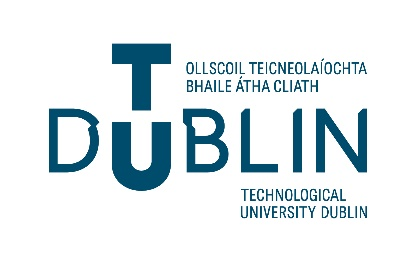 T
OLLSCOIL TEICNEOLAÍOCHTA
BHAILE ÁTHA CLIATH
DUBLIN
U
TECHNOLOGICAL
UNIVERSITY DUBLIN